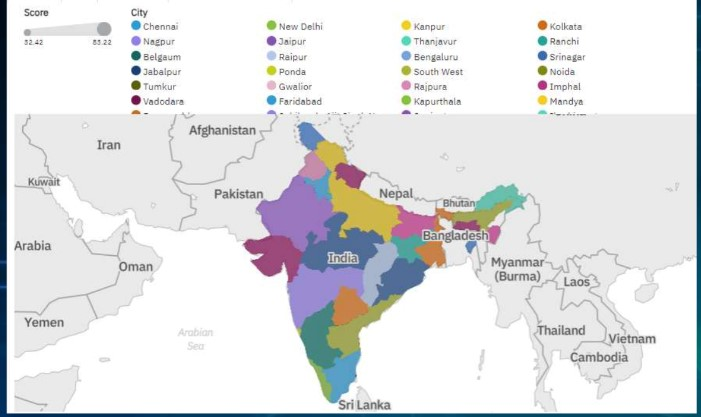 Score
City
82.42
83.22
Chennai
New Delhi
Kanpur
Kolkata
Nagpur
Jaipur
Thanjavur
Ranchi
Belgaum
Raipur
Bengaluru
Srinagar
Jabalpur
Ponda
South West
Noida
Tumkur
Gwalior
Rajpura
Imphal
Vadodara
Faridabad
Kapurthala
Mandya
Iran
Afghanistan
Kuwait
Pakistan
Nepal
Bhutan
Arabia
Bangladesh
Oman
India
Myanmar
(Burma)
Laos
Yemen
Arabian
Sea
Thailand
Vietnam
Cambodia
Sri Lanka